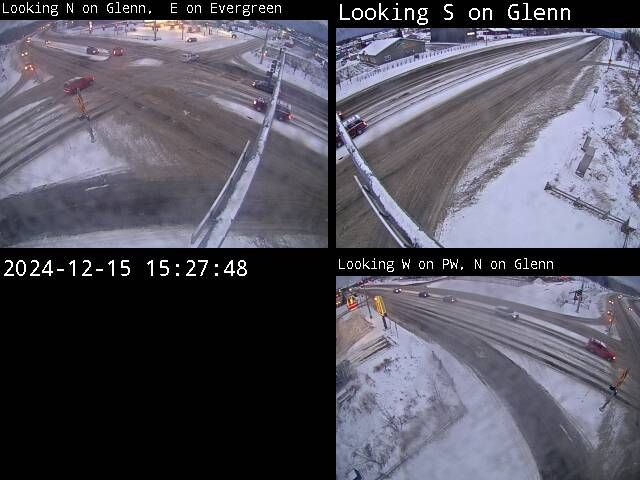 Looking N on Glenn,  E on Evergreen
Looking S on Glenn
2024-12-15 15:27:48
Looking W on PW, N on Glenn